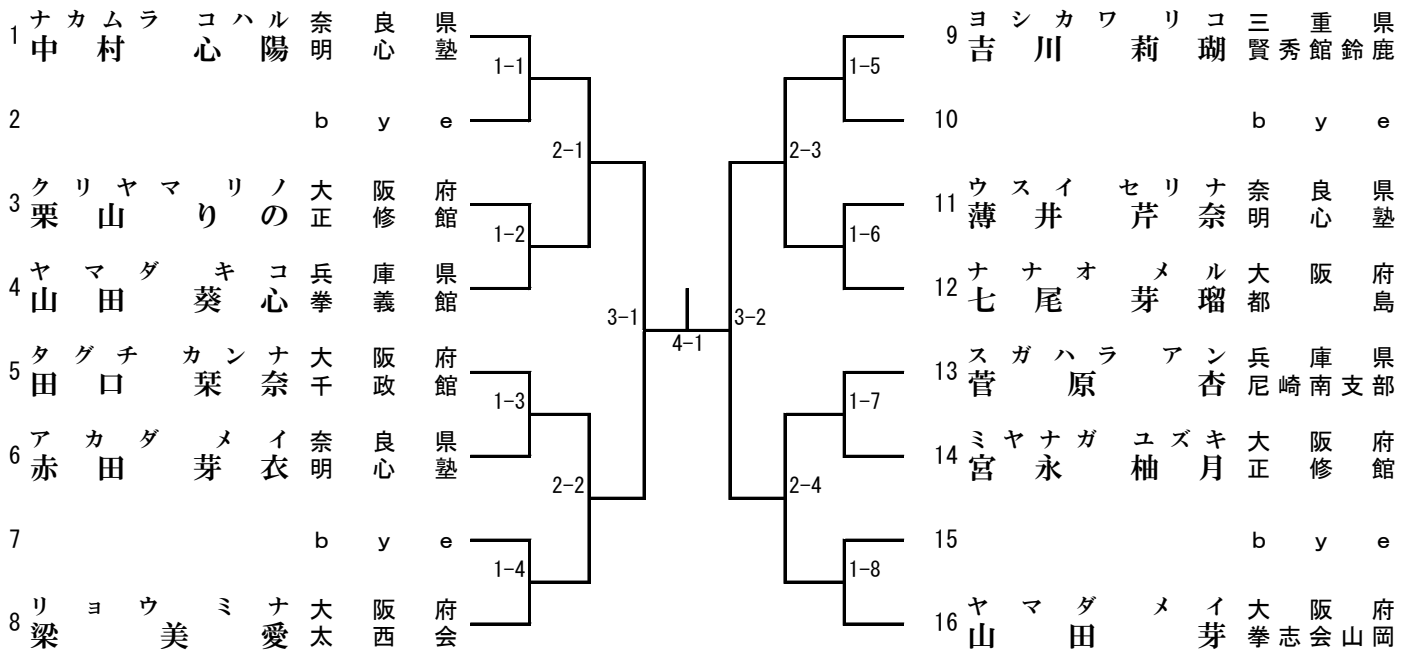 ナカムラ コハル 奈良県
1 中村 心陽 明心塾
1-1
2 bye
2-1
クリヤマ リノ 大阪府
3 栗山 りの 正修館
1-2
ヤマダ キコ 兵庫県
4 山田 葵心 拳義館
3-1
タグチ カンナ 大阪府
5 田口 栞奈 千政館
1-3
アカダ メイ 奈良県
6 赤田 芽衣 明心塾
2-2
7 bye
1-4
リョウ ミナ 大阪府
8 梁 美愛 太西会
4-1
ヨシカワ リコ 三重県
9 吉川 莉瑚 賢秀館鈴鹿
1-5
10 bye
2-3
ウスイ セリナ 奈良県
11 薄井 芹奈 明心塾
1-6
ナナオ メル 大阪府
12 七尾 芽瑠 都島
3-2
スガハラ アン 兵庫県
13 菅原 杏 尼崎南支部
1-7
ミヤナガ ユズキ 大阪府
14 宮永 柚月 正修館
2-4
15 bye
1-8
ヤマダ メイ 大阪府
16 山田 芽 拳志会山岡